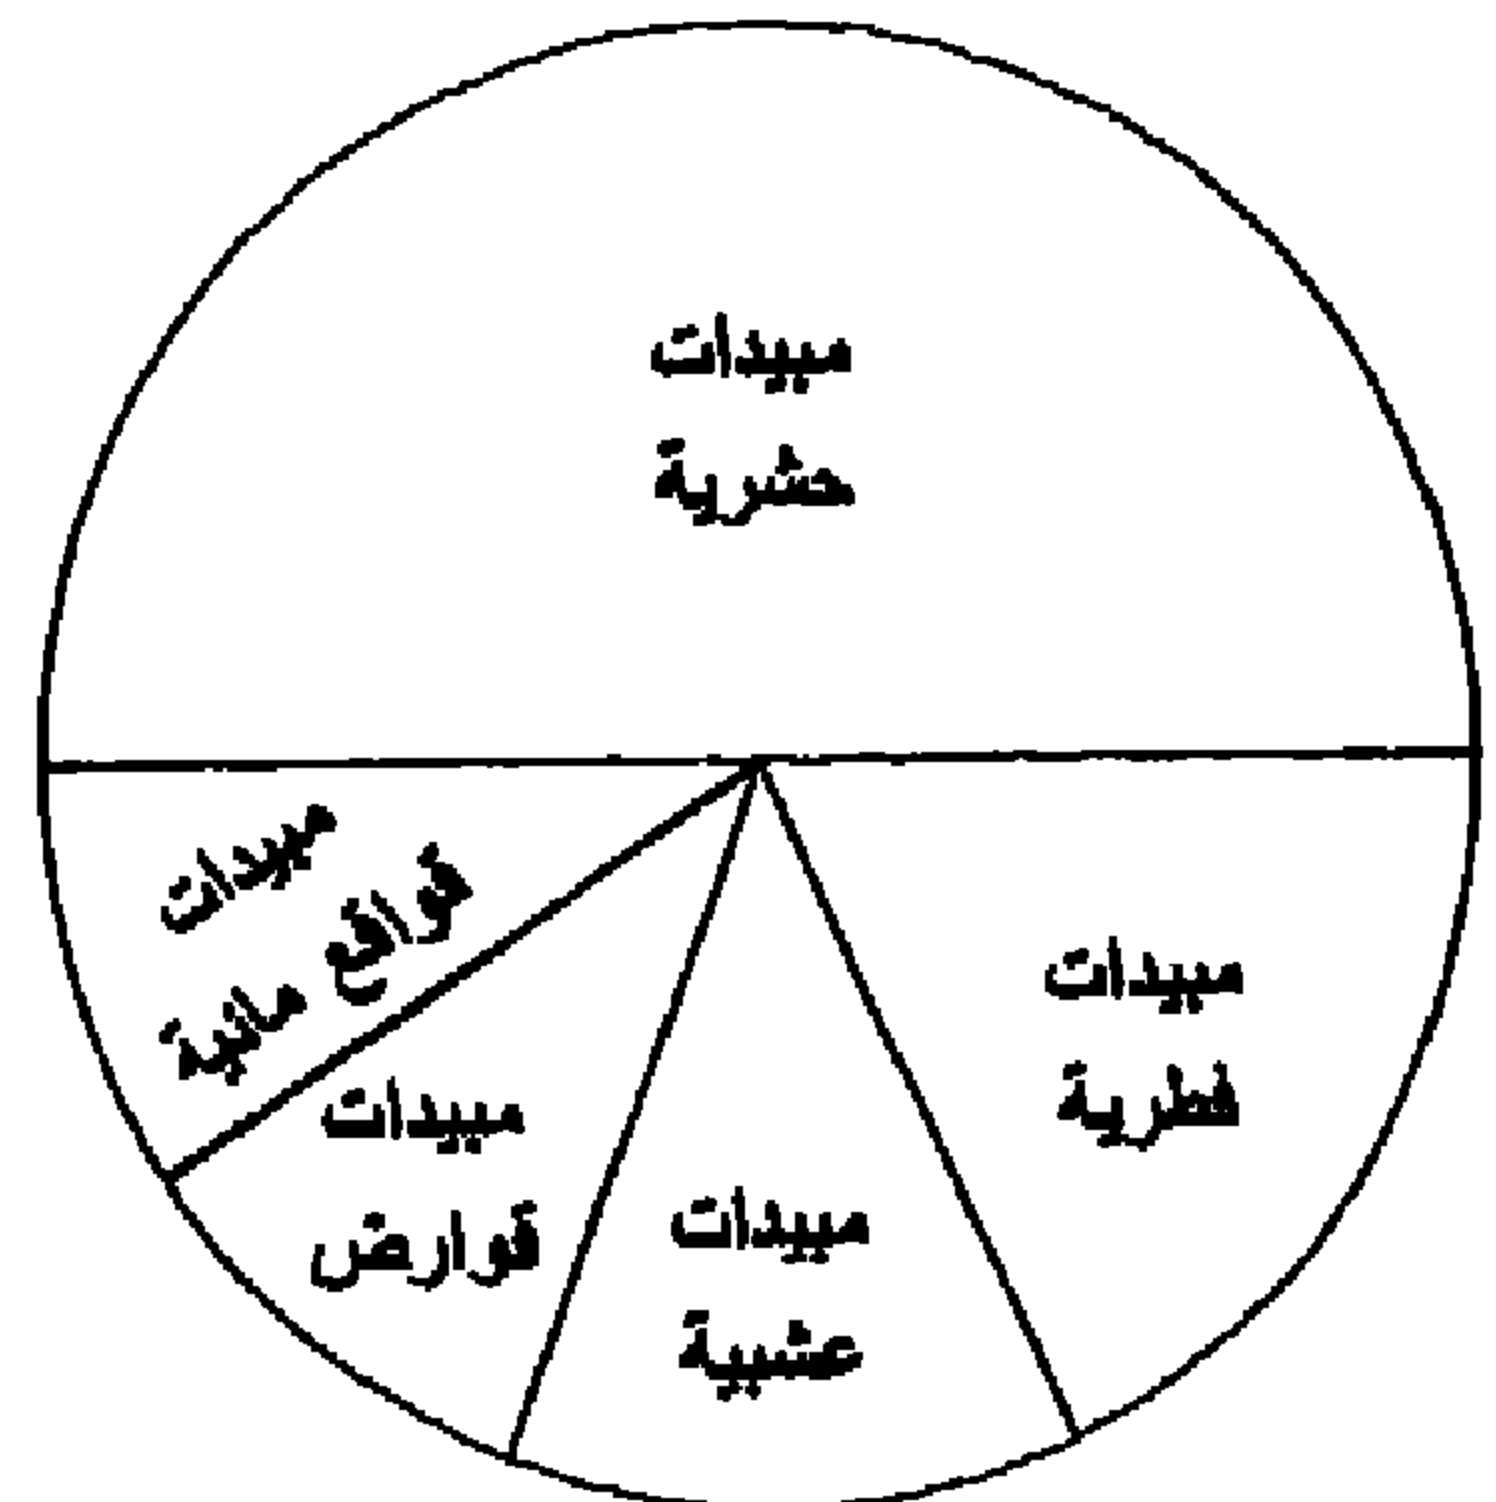 مبيدات
حشرية
مبيدات
فطرية
مبيدات
عشبية
مبيدات
قوارض
مبيدات
قواقع مائية